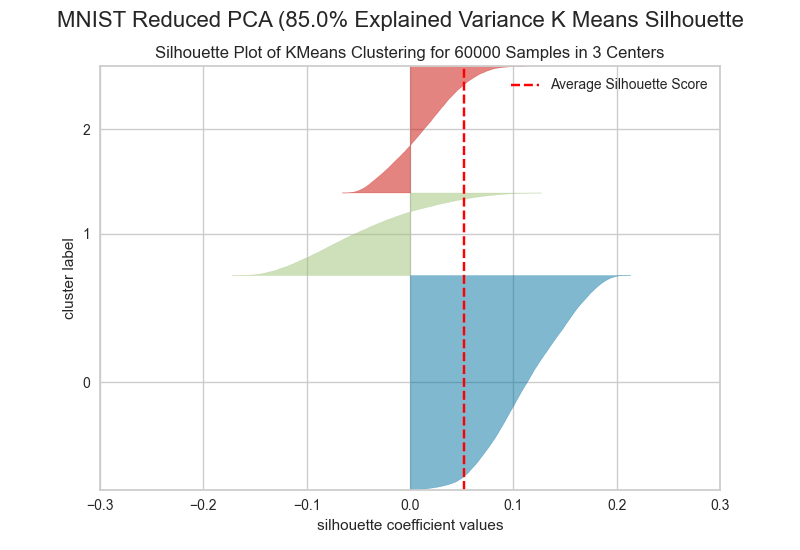 MNIST Reduced PCA (85.0% Explained Variance K Means Silhouette
Silhouette Plot of KMeans Clustering for 60000 Samples in 3 Centers
Average Silhouette Score
2
1
0
cluster label
−0.3 −0.2 −0.1 0.0 0.1 0.2 0.3
silhouette coefficient values